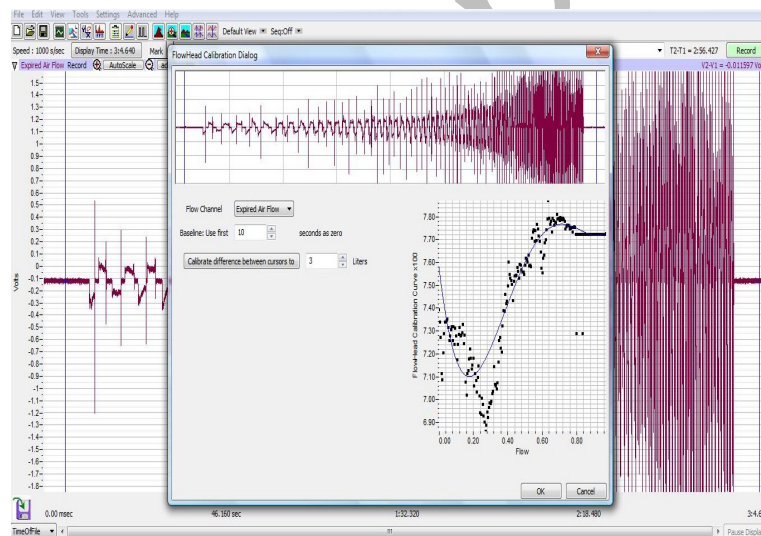 File Edit View Tools Settings Advanced Help
Default View Seq:Off
Speed : 1000 s/sec Display Time : 3:4.640 Mark T2-T1 = 2:56.427 Record
Expired Air Flow Record AutoScale V2-V1 = -0.011597 Vo
FlowHead Calibration Dialog
Flow Channel Expired Air Flow
Baseline: Use first 10 seconds as zero
Calibrate difference between cursors to 3 Liters
FlowHead Calibration Curve x100
7.80
7.70
7.60
7.50
7.40
7.30
7.20
7.10
7.00
6.90
0.00 0.20 0.40 0.60 0.80
Flow
OK Cancel
Volts
1.5
1.4
1.3
1.2
1.1
1
0.9
0.8
0.7
0.6
0.5
0.4
0.3
0.2
0.1
0
-0.1
-0.2
-0.3
-0.4
-0.5
-0.6
-0.7
-0.8
-0.9
-1
-1.1
-1.2
-1.3
-1.4
-1.5
-1.6
-1.7
-1.8
0.00 msec 46.160 sec 1:32.320 2:18.480 3:4.6
TimeOfFile Pause Displa